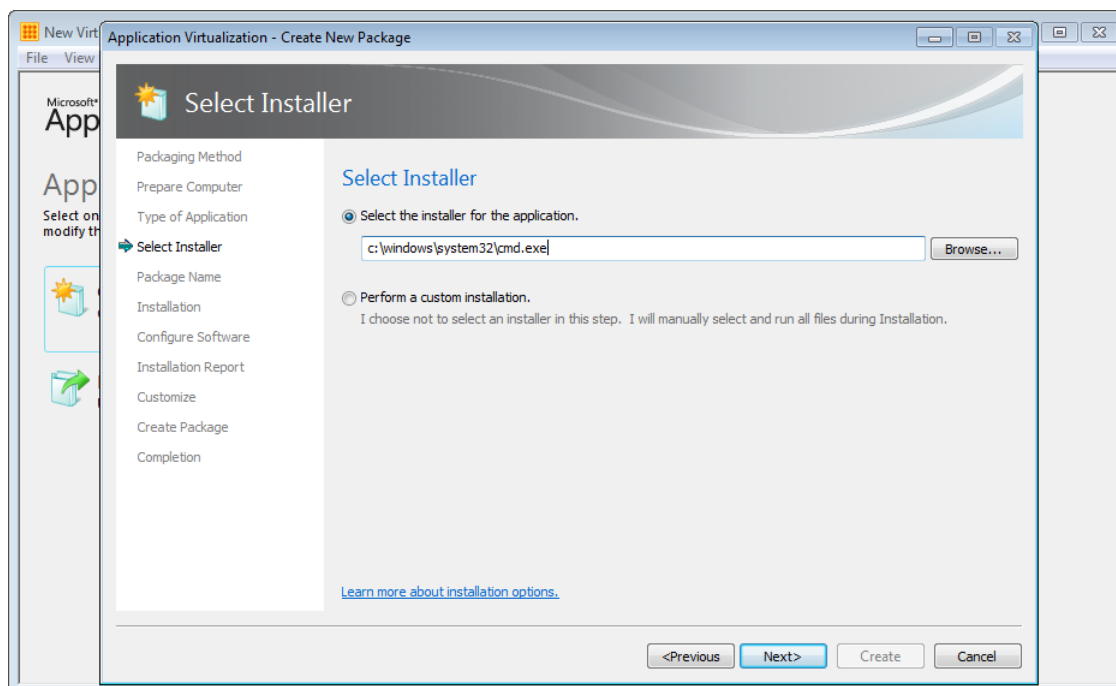 New Virt
Application Virtualization - Create New Package
File View
Microsoft®
App
App
Select on
modify th
Select Installer
Packaging Method
Prepare Computer
Type of Application
Select Installer
Package Name
Installation
Configure Software
Installation Report
Customize
Create Package
Completion
Select Installer
Select the installer for the application.
c:\windows\system32\cmd.exe
Browse...
Perform a custom installation.
I choose not to select an installer in this step. I will manually select and run all files during Installation.
Learn more about installation options.
<Previous Next> Create Cancel